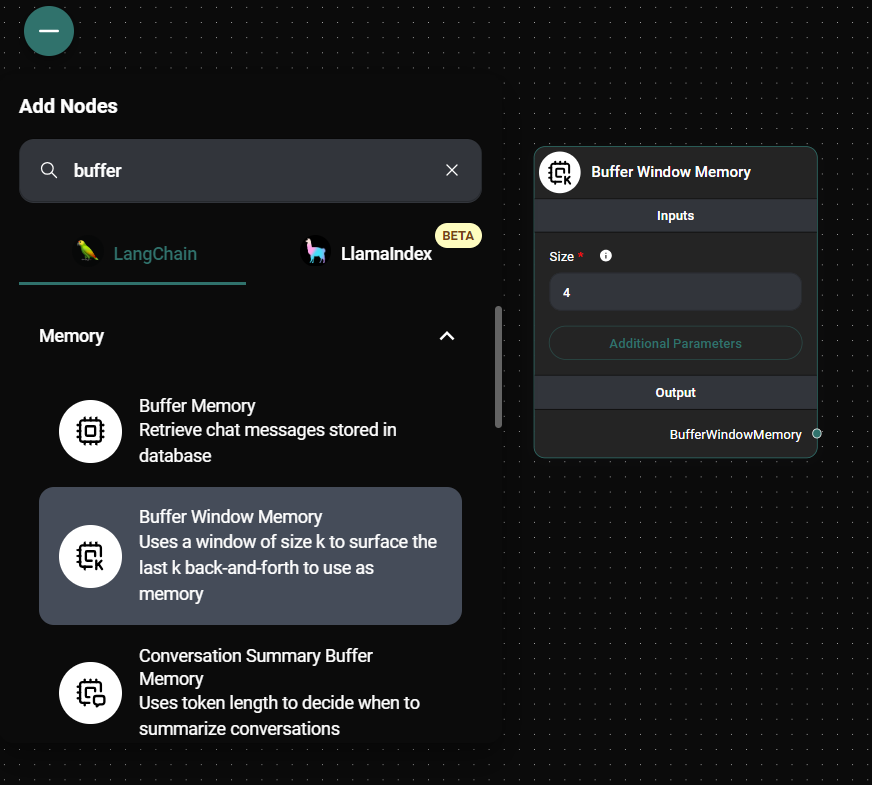 Add Nodes
buffer
LangChain
LlamaIndex
BETA
Memory
Buffer Memory
Retrieve chat messages stored in
database
Buffer Window Memory
Uses a window of size k to surface the
last k back-and-forth to use as
memory
Conversation Summary Buffer
Memory
Uses token length to decide when to
summarize conversations
K
Buffer Window Memory
Inputs
Size *
4
Additional Parameters
Output
BufferWindowMemory